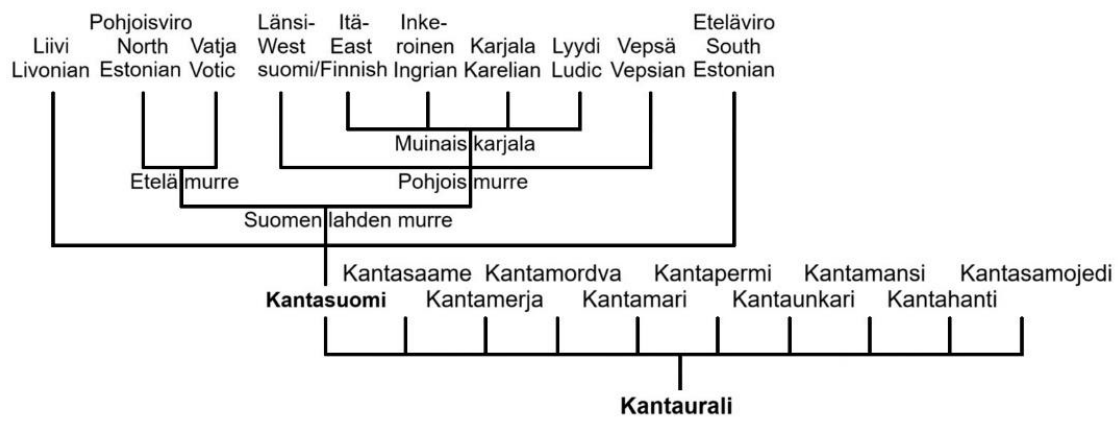 Pohjoisviro Länsi- Itä- Inke- Eteläviro
Liivi North Vatja West East roinen Karjala Lyydi Vepsä South
Livonian Estonian Votic suomi/Finnish Ingrian Karelian Ludic Vepsian Estonian
Muinais karjala
Etelä murre Pohjois murre
Suomen lahden murre
Kantasaame Kantamordva Kantapermi Kantamansi Kantasamojedi
Kantasuomi Kantamerja Kantamari Kantaunkari Kantahanti
Kantaurali